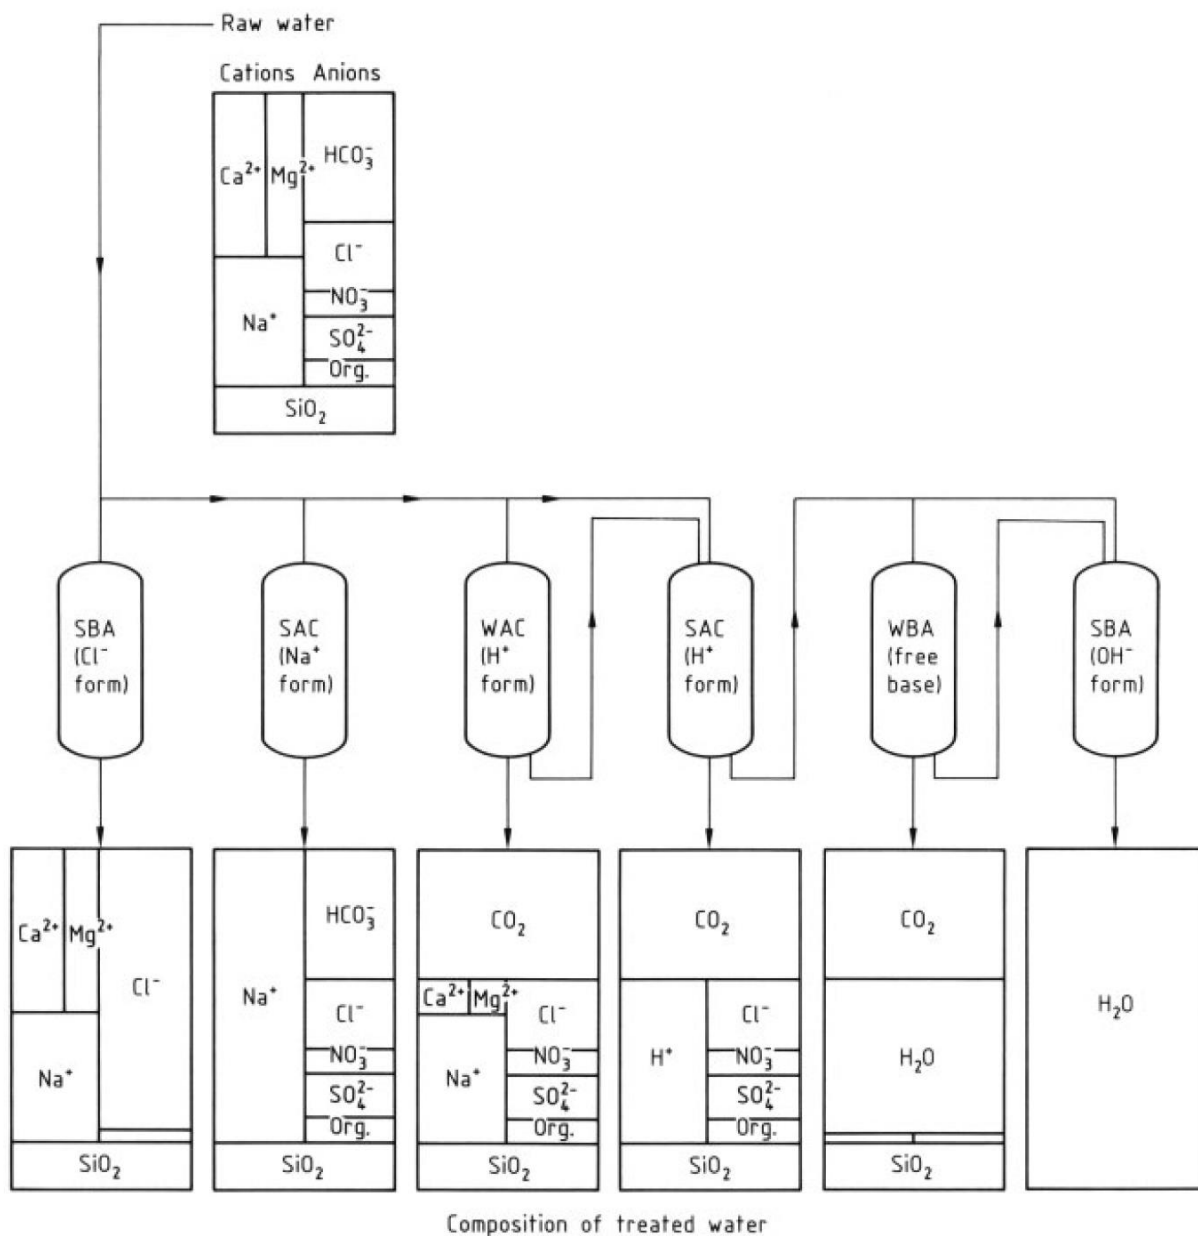 Raw water
Cations Anions
HCO₃⁻
Ca²⁺ Mg²⁺
Cl⁻
NO₃⁻
Na⁺
SO₄²⁻
Org.
SiO₂
SBA
(Cl⁻
form)
SAC
(Na⁺
form)
WAC
(H⁺
form)
SAC
(H⁺
form)
WBA
(free
base)
SBA
(OH⁻
form)
Ca²⁺ Mg²⁺
Cl⁻
Na⁺
SiO₂
HCO₃⁻
Na⁺
Cl⁻
NO₃⁻
SO₄²⁻
Org.
SiO₂
CO₂
Ca²⁺ Mg²⁺
Cl⁻
NO₃⁻
Na⁺
SO₄²⁻
Org.
SiO₂
CO₂
Cl⁻
H⁺
NO₃⁻
SO₄²⁻
Org.
SiO₂
CO₂
H₂O
SiO₂
H₂O
Composition of treated water